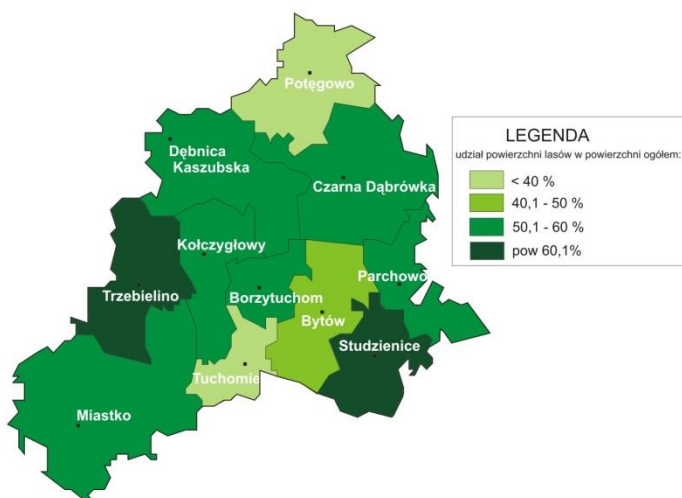 Potęgowo
Dębnica
Kaszubska
Czarna Dąbrówka
Kołczygłowy
Parchowo
Trzebielino
Borzytuchom
Bytów
Studzienice
Tuchomie
Miastko
LEGENDA
udział powierzchni lasów w powierzchni ogółem:
< 40 %
40,1 - 50 %
50,1 - 60 %
pow 60,1%